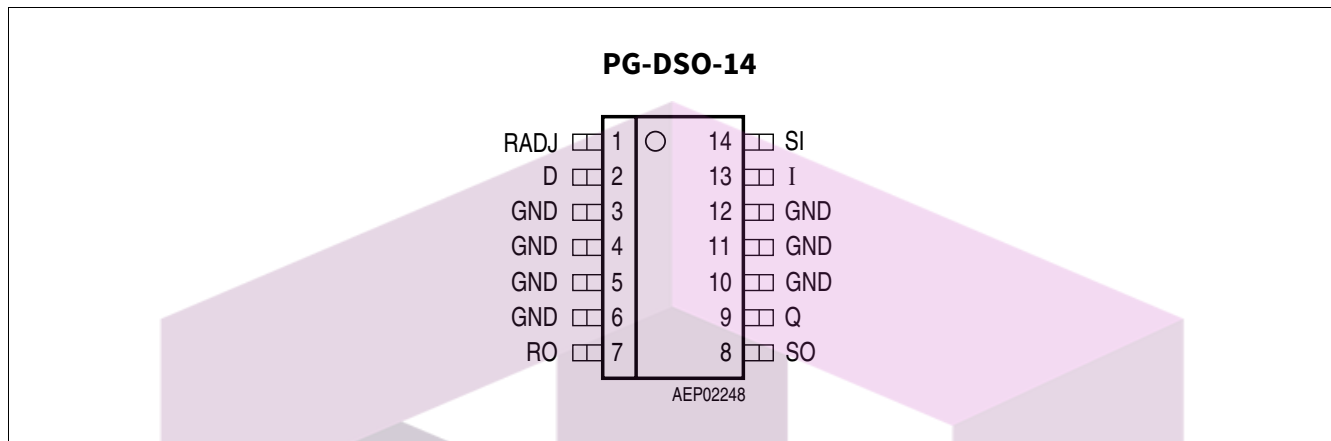 PG-DSO-14
RADJ 1 14 SI
D 2 13 I
GND 3 12 GND
GND 4 11 GND
GND 5 10 GND
GND 6 9 Q
RO 7 8 SO
AEP02248